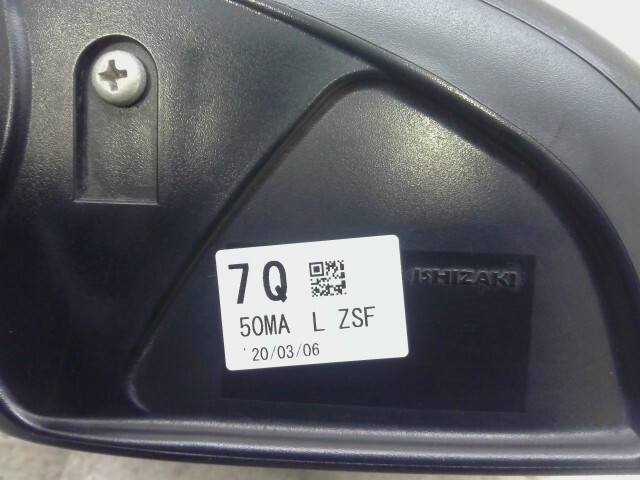 7Q
50MA L ZSF
'20/03/06
ISHIZAKI